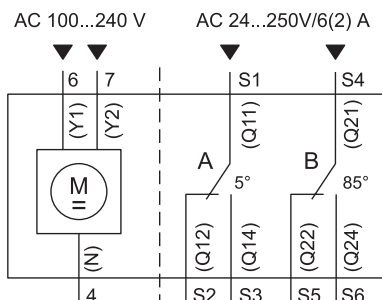 AC 100...240 V
AC 24...250V/6(2) A
6
7
S1
S4
(Y1)
(Y2)
(Q11)
(Q21)
A
B
5°
85°
M
(N)
(Q12)
(Q14)
(Q22)
(Q24)
4
S2
S3
S5
S6